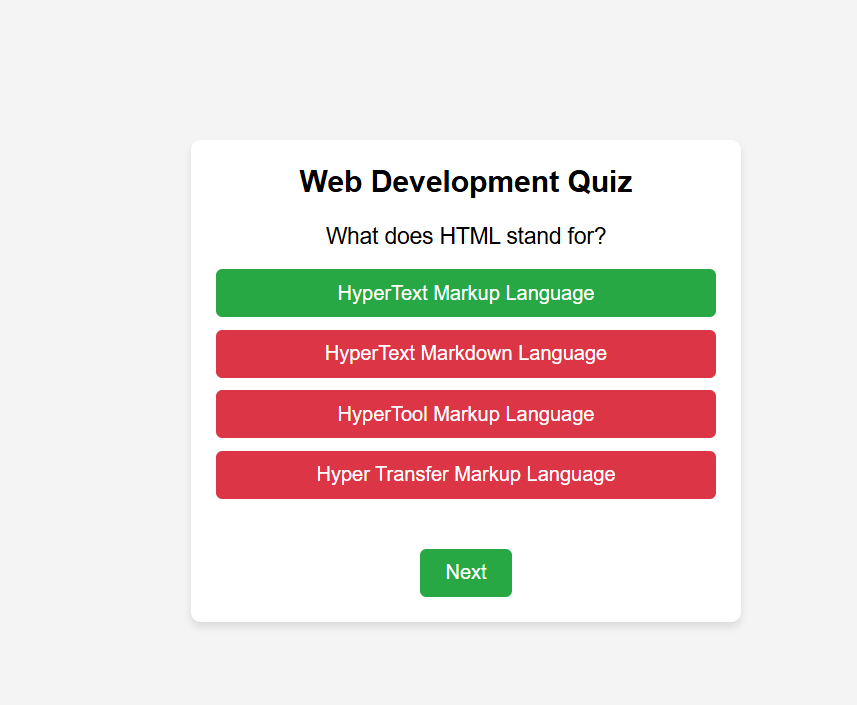 Web Development Quiz
What does HTML stand for?
HyperText Markup Language
HyperText Markdown Language
HyperTool Markup Language
Hyper Transfer Markup Language
Next